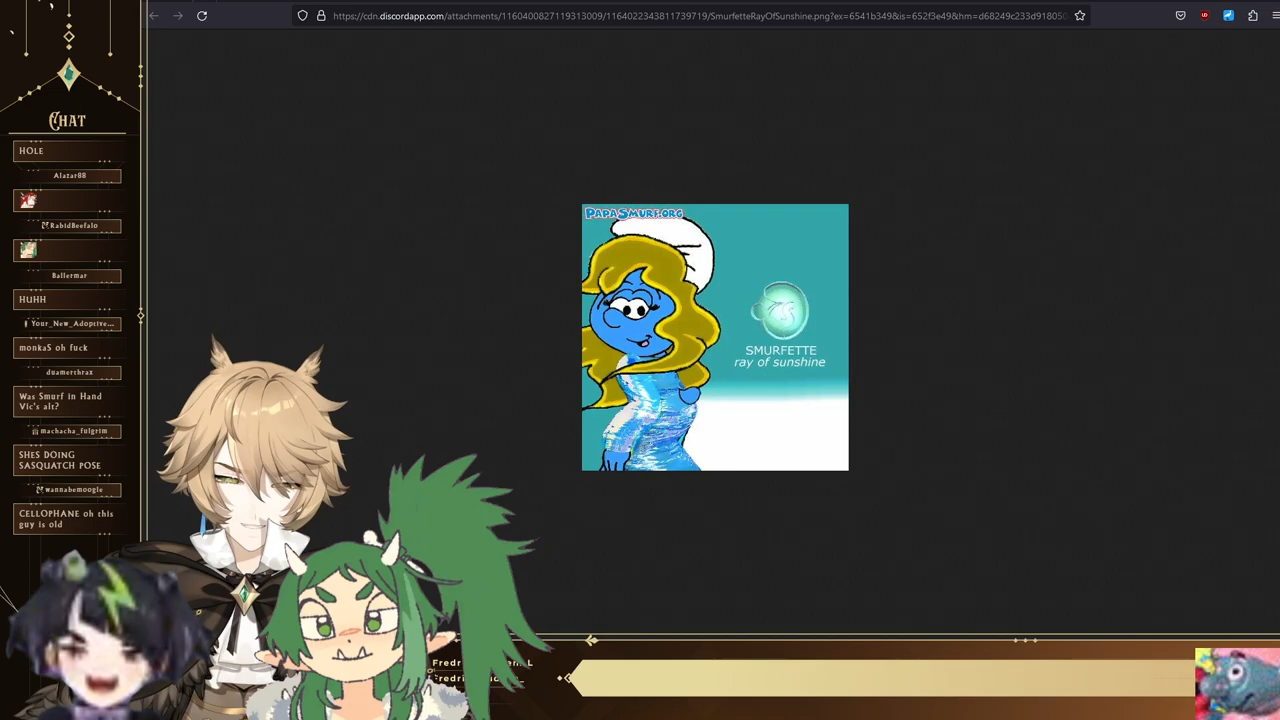 https://cdn.discordapp.com/attachments/1160400827119313009/1164022343811739719/SmurfetteRayOfSunshine.png?ex=6541b349&is=652f3e49&hm=d68249c233d91805
CHAT
HOLE
Alazar88
RabidBeefalo
Ballermar
HUHH
Your_New_Adoptive...
monkaS oh fuck
duamerthrax
Was Smurf in Hand
Vic's alt?
machacha_fulgrim
SHES DOING
SASQUATCH POSE
wannabemoogle
CELLOPHANE oh this
guy is old
PAPASMURF.ORG
SMURFETTE
ray of sunshine